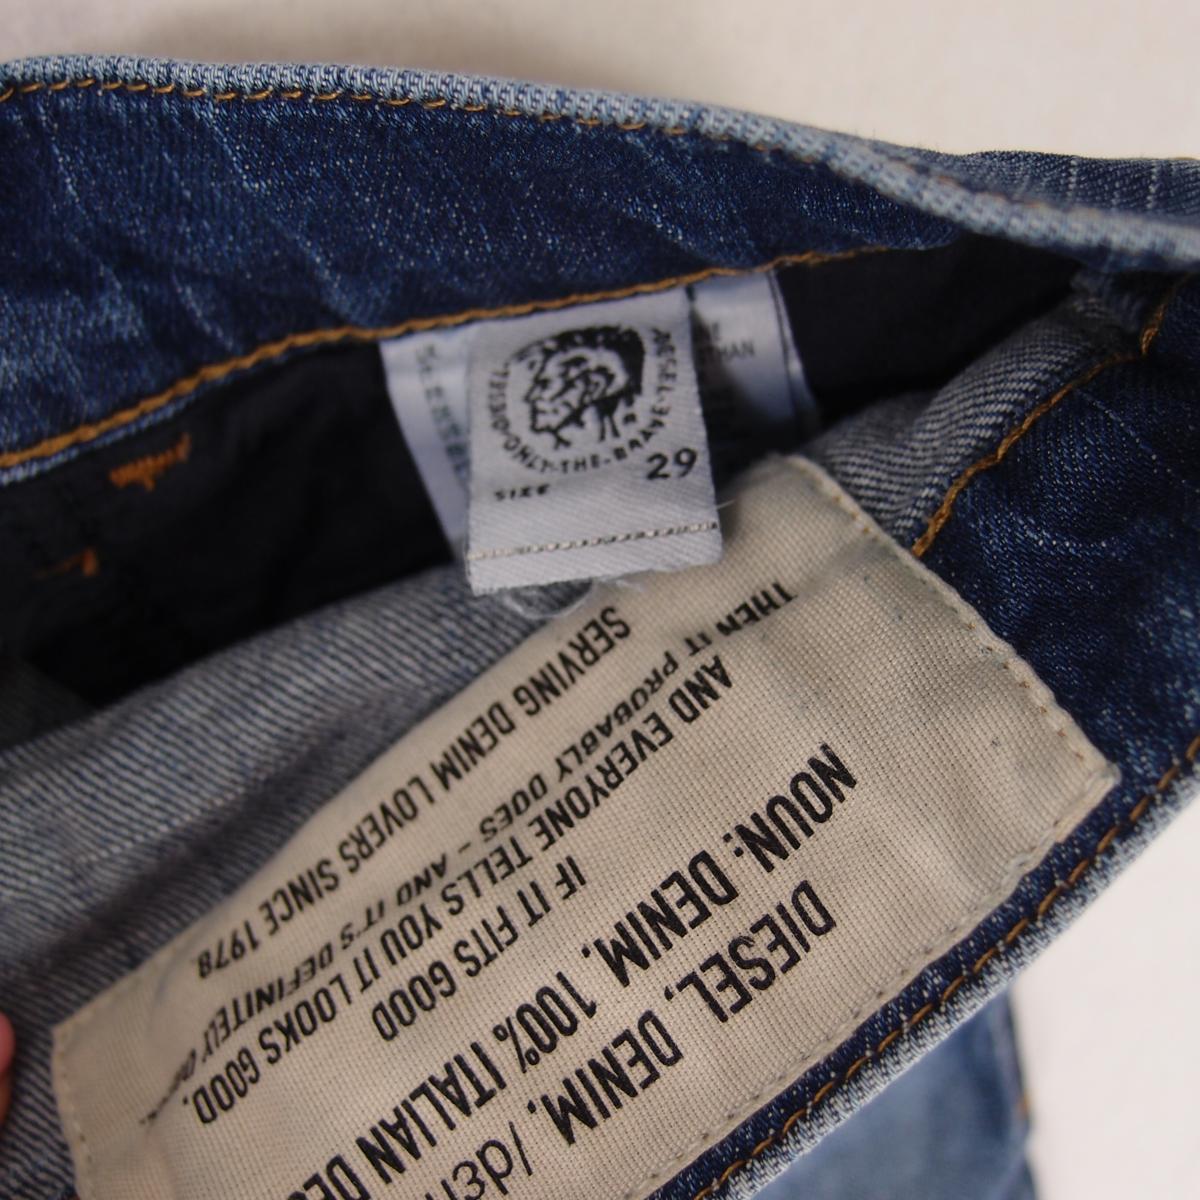 DIESEL·ONLY·THE·BRAVE·DIESEL
SIZE 29
DIESEL, DENIM, /
NOUN: DENIM. 100% ITALIAN
IF IT FITS GOOD
AND EVERYONE TELLS YOU IT LOOKS GOOD.
THEN IT PROBABLY DOES - AND IT'S DEFINITELY
SERVING DENIM LOVERS SINCE 1978